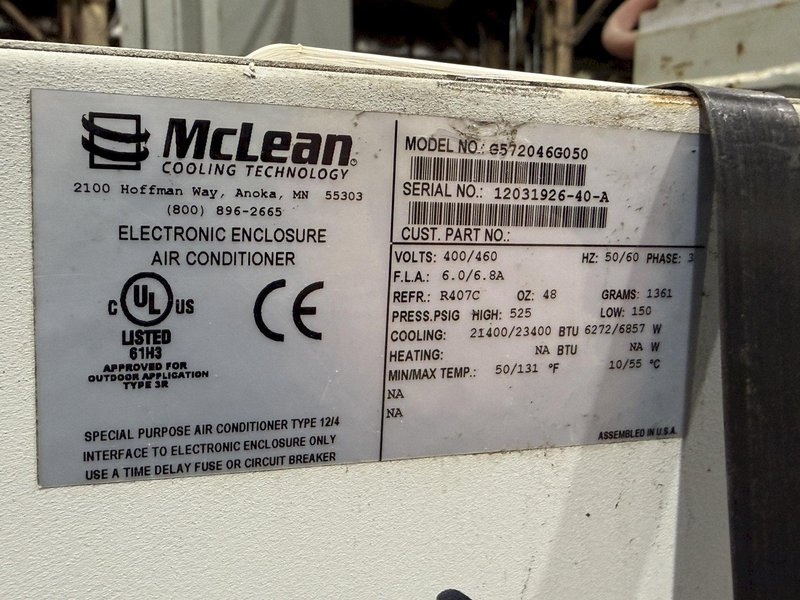 McLean
COOLING TECHNOLOGY
2100 Hoffman Way, Anoka, MN 55303
(800) 896-2665
ELECTRONIC ENCLOSURE
AIR CONDITIONER
C UL US
LISTED
61H3
APPROVED FOR
OUTDOOR APPLICATION
TYPE 3R
CE
SPECIAL PURPOSE AIR CONDITIONER TYPE 12/4
INTERFACE TO ELECTRONIC ENCLOSURE ONLY
USE A TIME DELAY FUSE OR CIRCUIT BREAKER
MODEL NO.: G572046G050
SERIAL NO.: 12031926-40-A
CUST. PART NO.:
VOLTS: 400/460 HZ: 50/60 PHASE: 3
F.L.A.: 6.0/6.8A
REFR.: R407C OZ: 48 GRAMS: 1361
PRESS.PSIG HIGH: 525 LOW: 150
COOLING: 21400/23400 BTU 6272/6857 W
HEATING: NA BTU NA W
MIN/MAX TEMP.: 50/131 °F 10/55 °C
NA
NA
ASSEMBLED IN U.S.A.